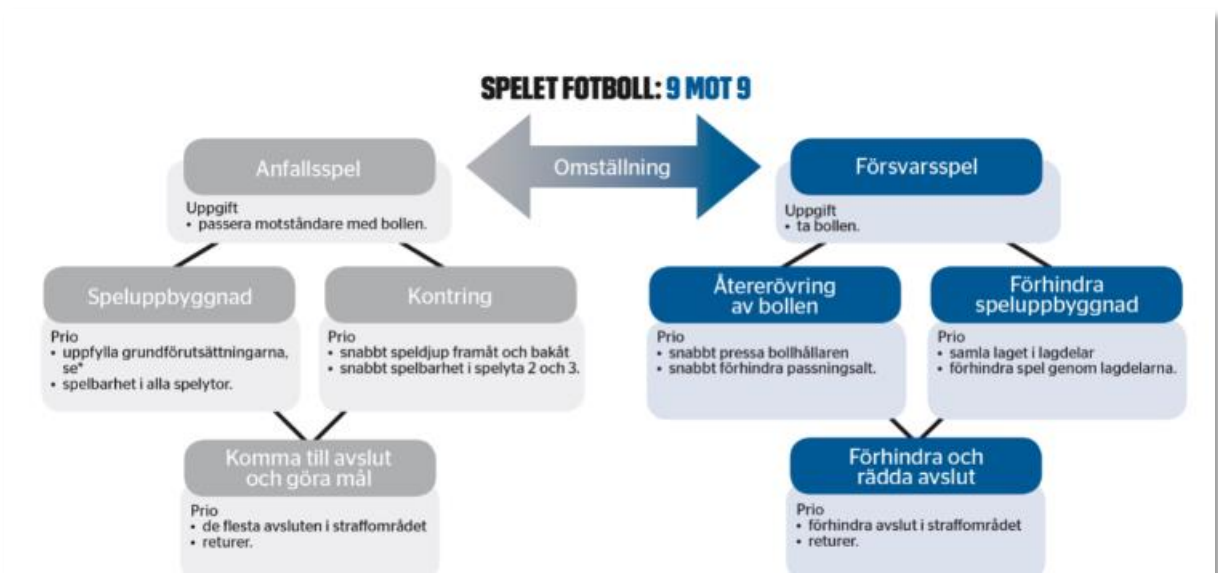 SPELET FOTBOLL: 9 MOT 9
Anfallsspel
Uppgift
• passera motståndare med bollen.
Omställning
Försvarsspel
Uppgift
• ta bollen.
Speluppbyggnad
Prio
• uppfylla grundförutsättningarna,
se*
• spelbarhet i alla spelytor.
Kontring
Prio
• snabbt speldjup framåt och bakåt
• snabbt spelbarhet i spelyta 2 och 3.
Återerövring
av bollen
Prio
• snabbt pressa bollhållaren
• snabbt förhindra passningsalt.
Förhindra
speluppbyggnad
Prio
• samla laget i lagdelar
• förhindra spel genom lagdelarna.
Komma till avslut
och göra mål
Prio
• de flesta avsluten i straffområdet
• returer.
Förhindra och
rädda avslut
Prio
• förhindra avslut i straffområdet
• returer.